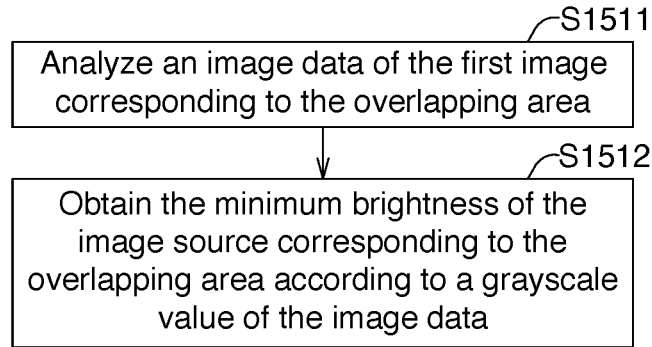 S1511
Analyze an image data of the first image
corresponding to the overlapping area
S1512
Obtain the minimum brightness of the
image source corresponding to the
overlapping area according to a grayscale
value of the image data